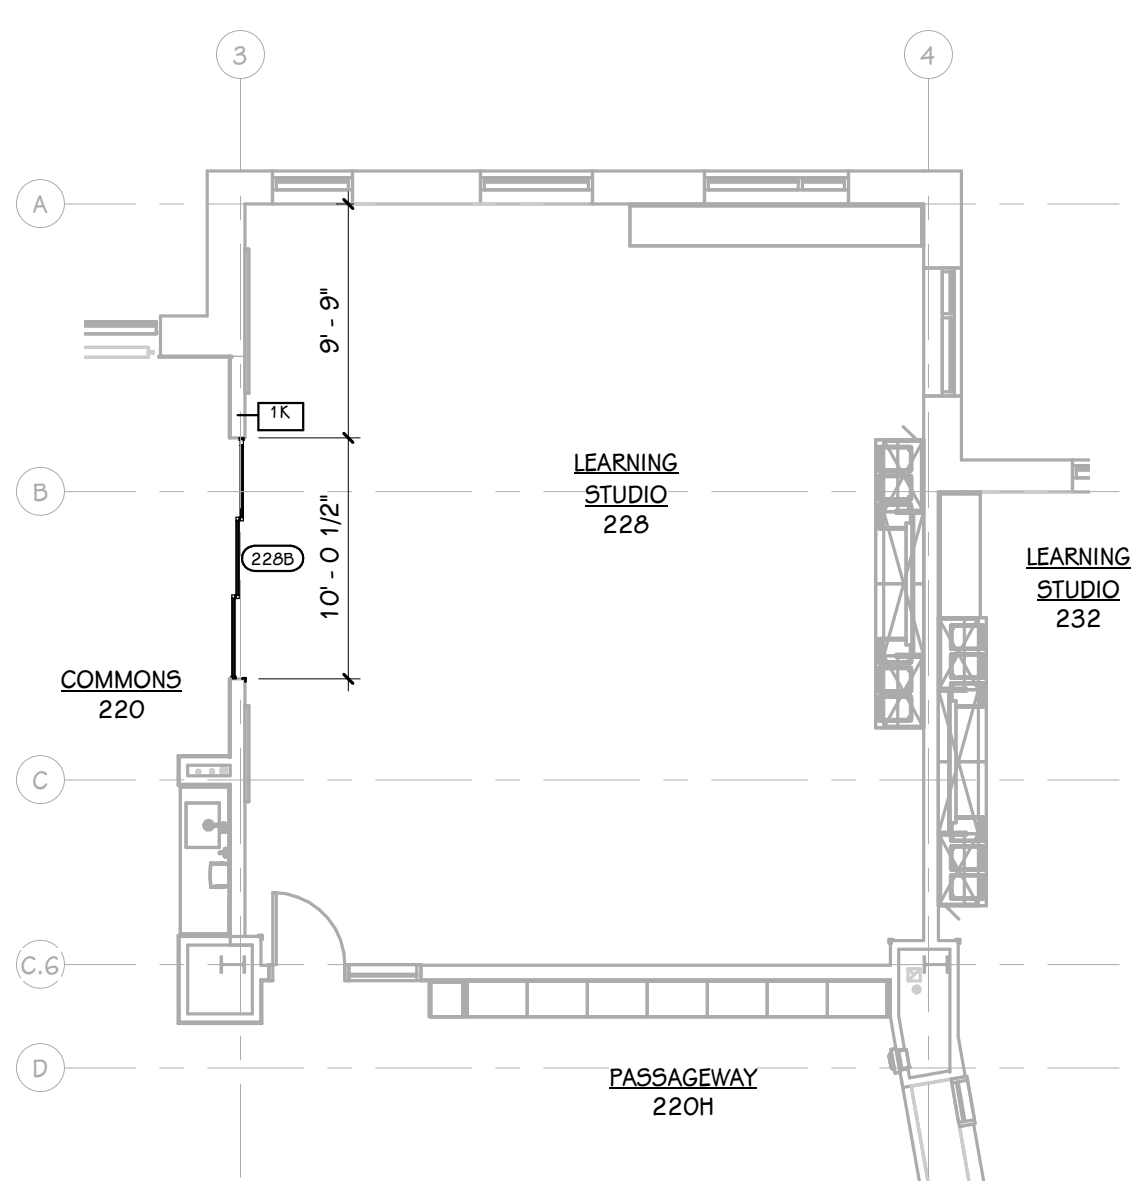 3
4
A
9' - 9"
1K
B
LEARNING
STUDIO
228
10' - 0 1/2"
228B
LEARNING
STUDIO
232
COMMONS
220
C
C.6
D
PASSAGEWAY
220H